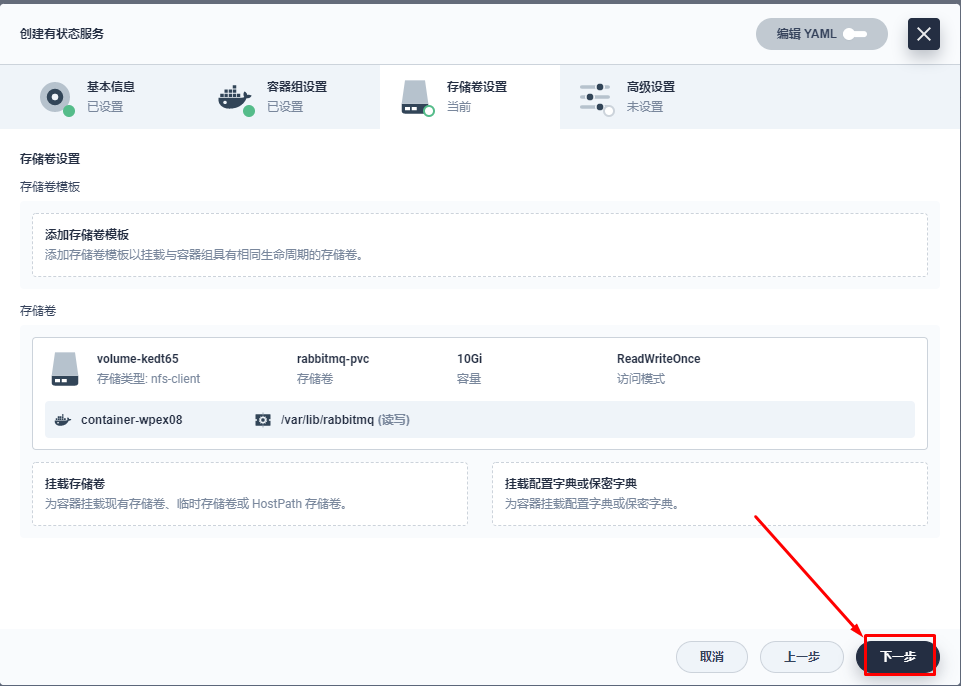 创建有状态服务
编辑 YAML
基本信息
已设置
容器组设置
已设置
存储卷设置
当前
高级设置
未设置
存储卷设置
存储卷模板
添加存储卷模板
添加存储卷模板以挂载与容器组具有相同生命周期的存储卷。
存储卷
volume-kedt65
存储类型: nfs-client
rabbitmq-pvc
存储卷
10Gi
容量
ReadWriteOnce
访问模式
container-wpex08
/var/lib/rabbitmq (读写)
挂载存储卷
为容器挂载现有存储卷、临时存储卷或 HostPath 存储卷。
挂载配置字典或保密字典
为容器挂载配置字典或保密字典。
取消
上一步
下一步